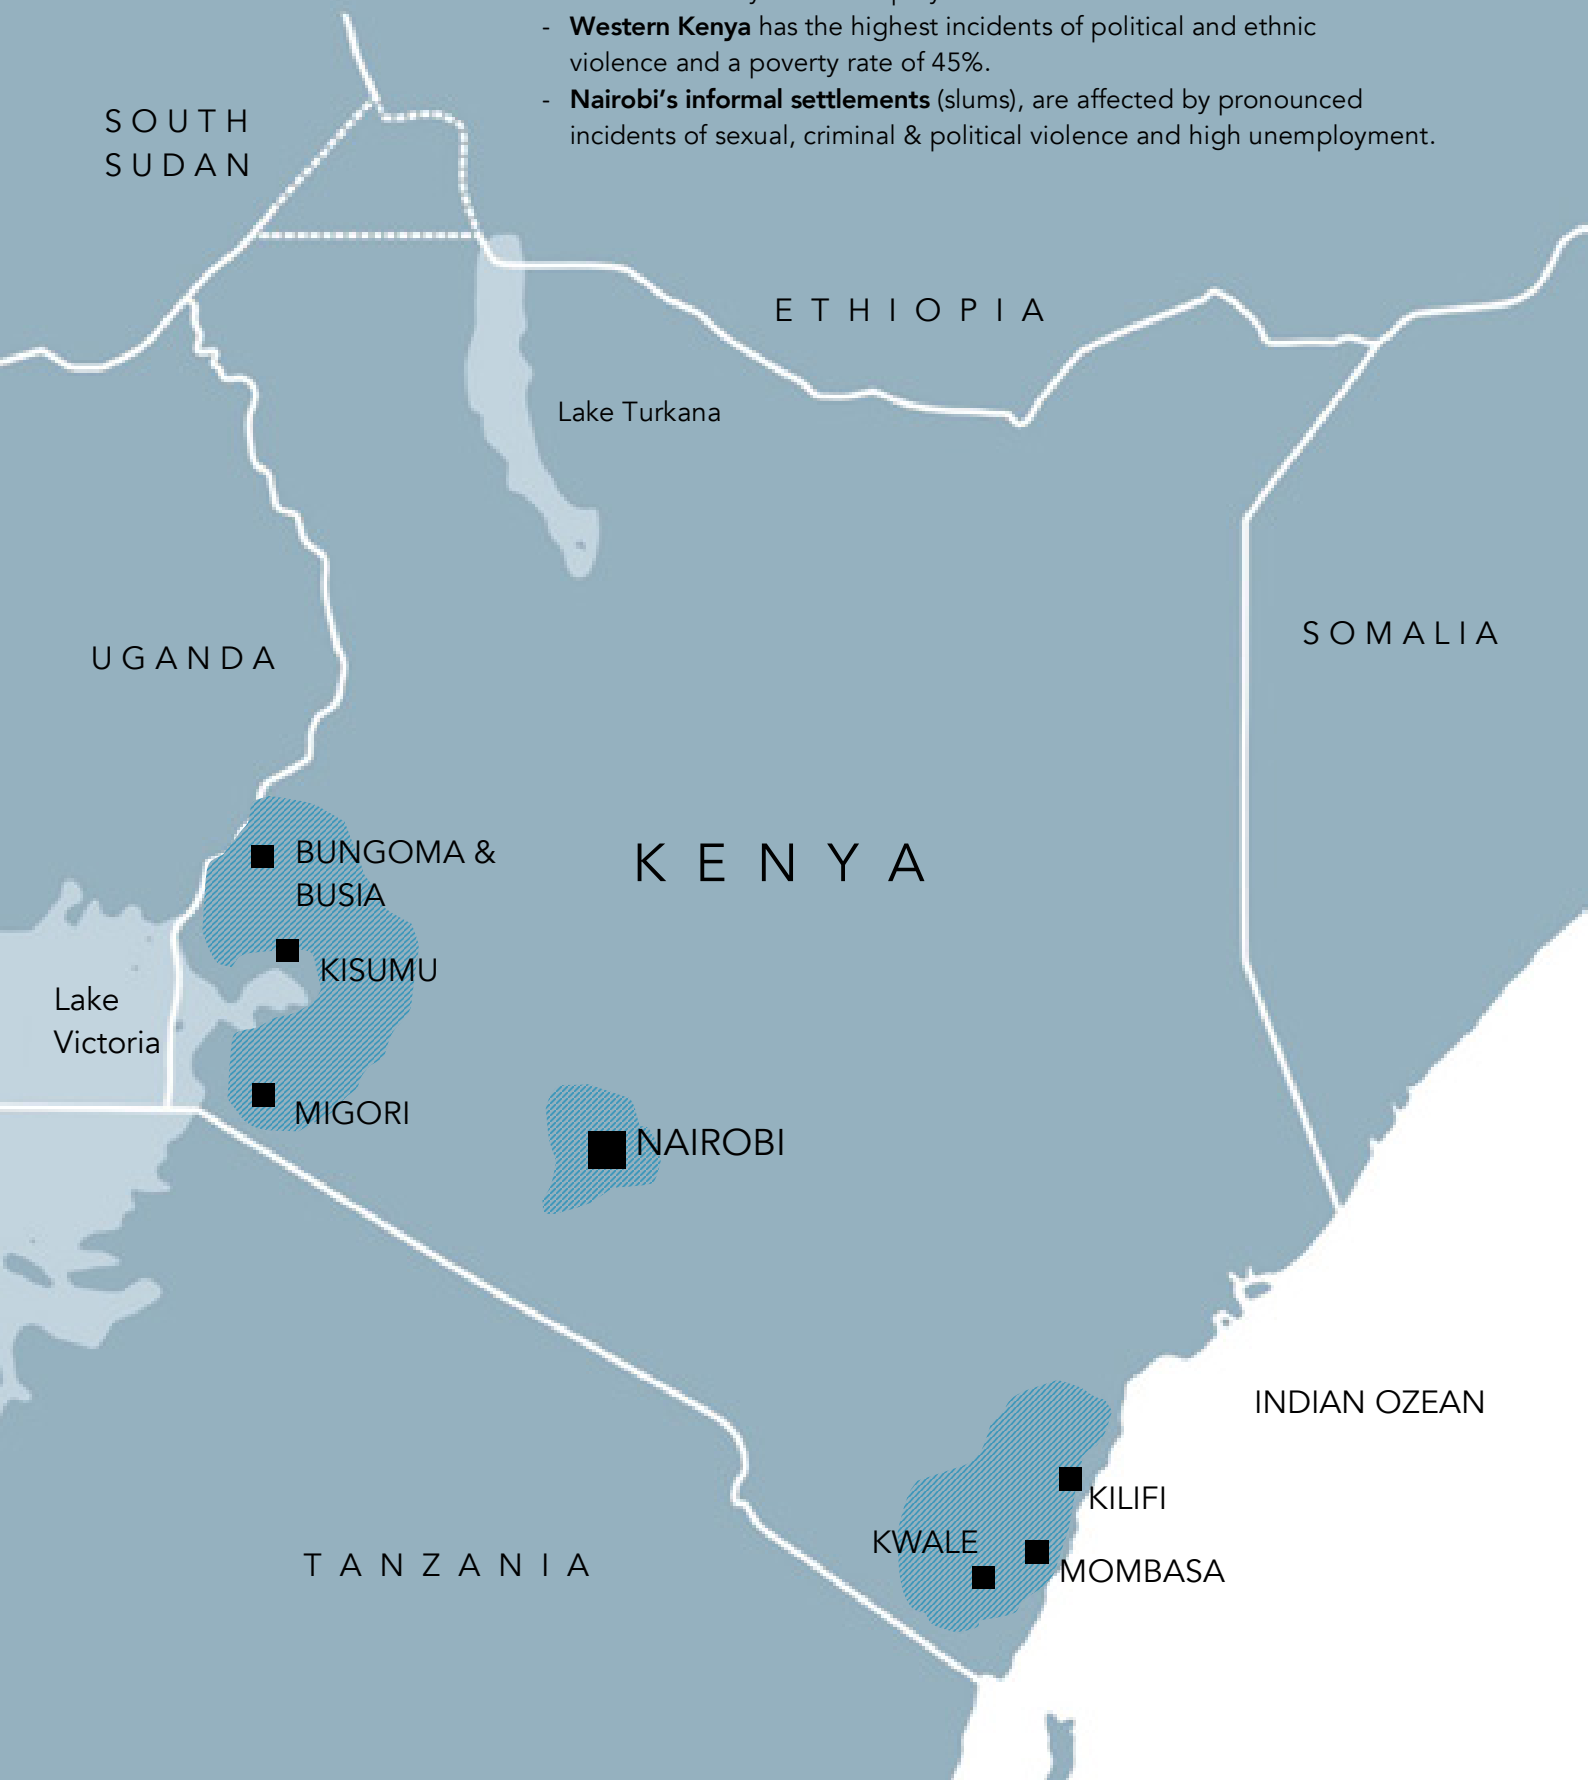 - Western Kenya has the highest incidents of political and ethnic
violence and a poverty rate of 45%.
- Nairobi’s informal settlements (slums), are affected by pronounced
incidents of sexual, criminal & political violence and high unemployment.
SOUTH
SUDAN
ETHIOPIA
Lake Turkana
SOMALIA
UGANDA
BUNGOMA &
BUSIA
KENYA
KISUMU
Lake
Victoria
MIGORI
NAIROBI
INDIAN OZEAN
KILIFI
KWALE
MOMBASA
TANZANIA